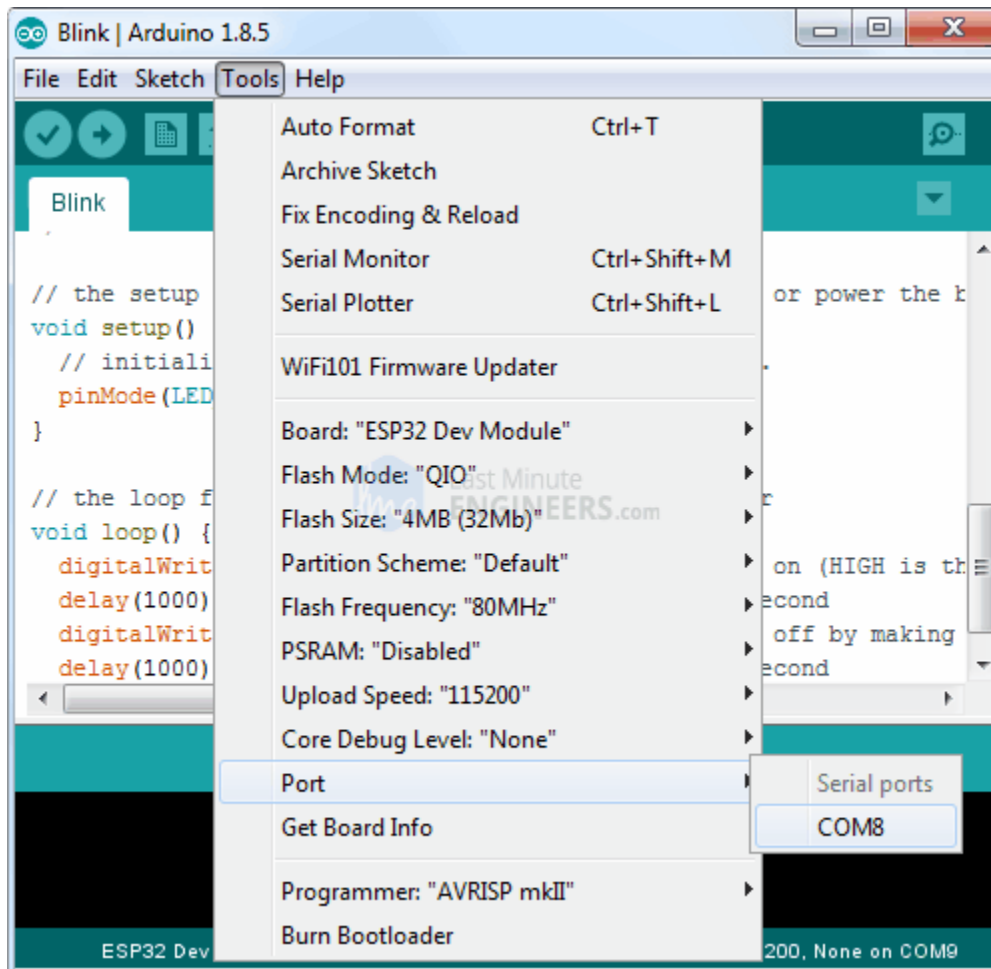 Blink | Arduino 1.8.5
File Edit Sketch Tools Help
Blink
// the setup or power the b
void setup()
// initiali .
pinMode(LED
}
// the loop f r
void loop() {
digitalWrit on (HIGH is th
delay(1000) econd
digitalWrit off by making
delay(1000) econd
Auto Format Ctrl+T
Archive Sketch
Fix Encoding & Reload
Serial Monitor Ctrl+Shift+M
Serial Plotter Ctrl+Shift+L
WiFi101 Firmware Updater
Board: "ESP32 Dev Module"
Flash Mode: "QIO"
Flash Size: "4MB (32Mb)"
Partition Scheme: "Default"
Flash Frequency: "80MHz"
PSRAM: "Disabled"
Upload Speed: "115200"
Core Debug Level: "None"
Port
Get Board Info
Programmer: "AVRISP mkII"
Burn Bootloader
Serial ports
COM8
Last Minute
ENGINEERS.com
ESP32 Dev 200, None on COM9